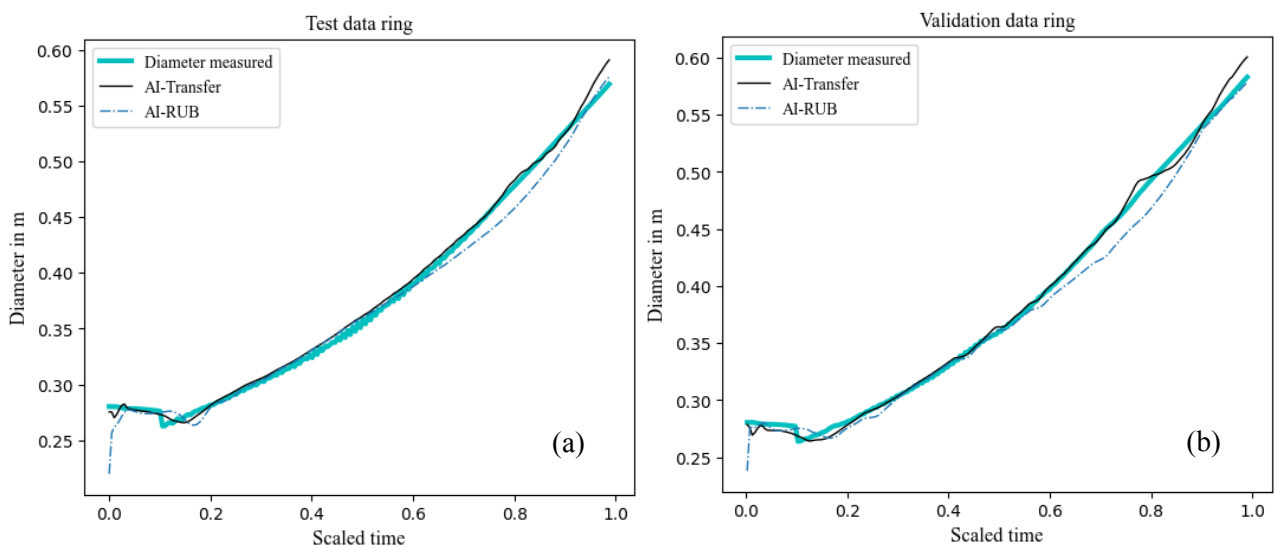 Test data ring
Diameter measured
AI-Transfer
AI-RUB
0.60
0.55
0.50
0.45
0.40
0.35
0.30
0.25
Diameter in m
(a)
0.0 0.2 0.4 0.6 0.8 1.0
Scaled time
Validation data ring
Diameter measured
AI-Transfer
AI-RUB
0.60
0.55
0.50
0.45
0.40
0.35
0.30
0.25
Diameter in m
(b)
0.0 0.2 0.4 0.6 0.8 1.0
Scaled time